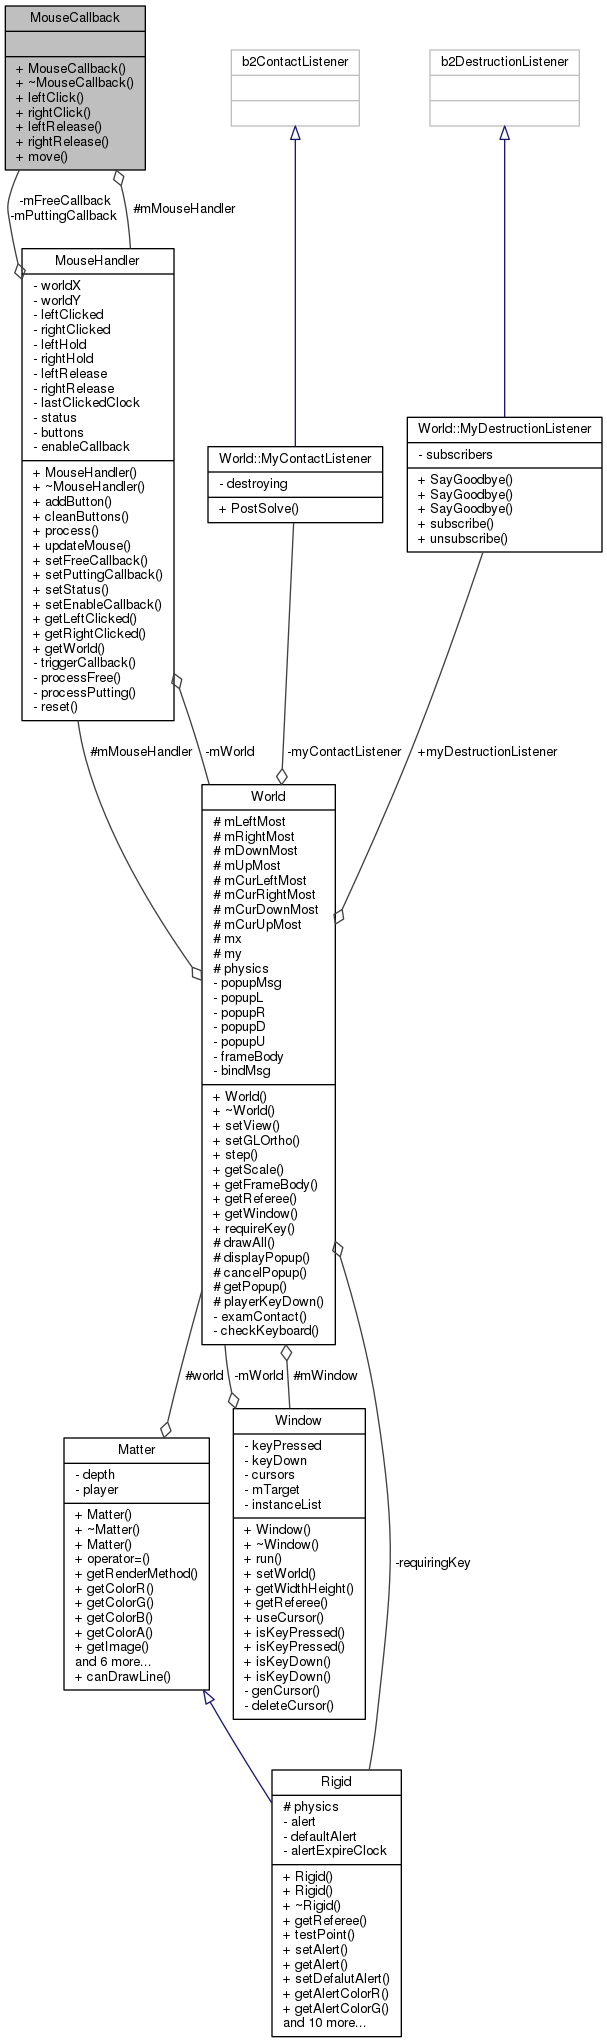 MouseCallback
+ MouseCallback()
+ ~MouseCallback()
+ leftClick()
+ rightClick()
+ leftRelease()
+ rightRelease()
+ move()
b2ContactListener
b2DestructionListener
-mFreeCallback
-mPuttingCallback
#mMouseHandler
MouseHandler
- worldX
- worldY
- leftClicked
- rightClicked
- leftHold
- rightHold
- leftRelease
- rightRelease
- lastClickedClock
- status
- buttons
- enableCallback
+ MouseHandler()
+ ~MouseHandler()
+ addButton()
+ cleanButtons()
+ process()
+ updateMouse()
+ setFreeCallback()
+ setPuttingCallback()
+ setStatus()
+ setEnableCallback()
+ getLeftClicked()
+ getRightClicked()
+ getWorld()
- triggerCallback()
- processFree()
- processPutting()
- reset()
World::MyContactListener
- destroying
+ PostSolve()
World::MyDestructionListener
- subscribers
+ SayGoodbye()
+ SayGoodbye()
+ SayGoodbye()
+ subscribe()
+ unsubscribe()
#mMouseHandler
-mWorld
-myContactListener
+myDestructionListener
World
# mLeftMost
# mRightMost
# mDownMost
# mUpMost
# mCurLeftMost
# mCurRightMost
# mCurDownMost
# mCurUpMost
# mx
# my
# physics
- popupMsg
- popupL
- popupR
- popupD
- popupU
- frameBody
- bindMsg
+ World()
+ ~World()
+ setView()
+ setGLOrtho()
+ step()
+ getScale()
+ getFrameBody()
+ getReferee()
+ getWindow()
+ requireKey()
# drawAll()
# displayPopup()
# cancelPopup()
# getPopup()
# playerKeyDown()
- examContact()
- checkKeyboard()
#world
-mWorld
#mWindow
-requiringKey
Matter
- depth
- player
+ Matter()
+ ~Matter()
+ Matter()
+ operator=()
+ getRenderMethod()
+ getColorR()
+ getColorG()
+ getColorB()
+ getColorA()
+ getImage()
and 6 more...
+ canDrawLine()
Window
- keyPressed
- keyDown
- cursors
- mTarget
- instanceList
+ Window()
+ ~Window()
+ run()
+ setWorld()
+ getWidthHeight()
+ getReferee()
+ useCursor()
+ isKeyPressed()
+ isKeyPressed()
+ isKeyDown()
+ isKeyDown()
- genCursor()
- deleteCursor()
Rigid
# physics
- alert
- defaultAlert
- alertExpireClock
+ Rigid()
+ Rigid()
+ ~Rigid()
+ getReferee()
+ testPoint()
+ setAlert()
+ getAlert()
+ setDefalutAlert()
+ getAlertColorR()
+ getAlertColorG()
and 10 more...